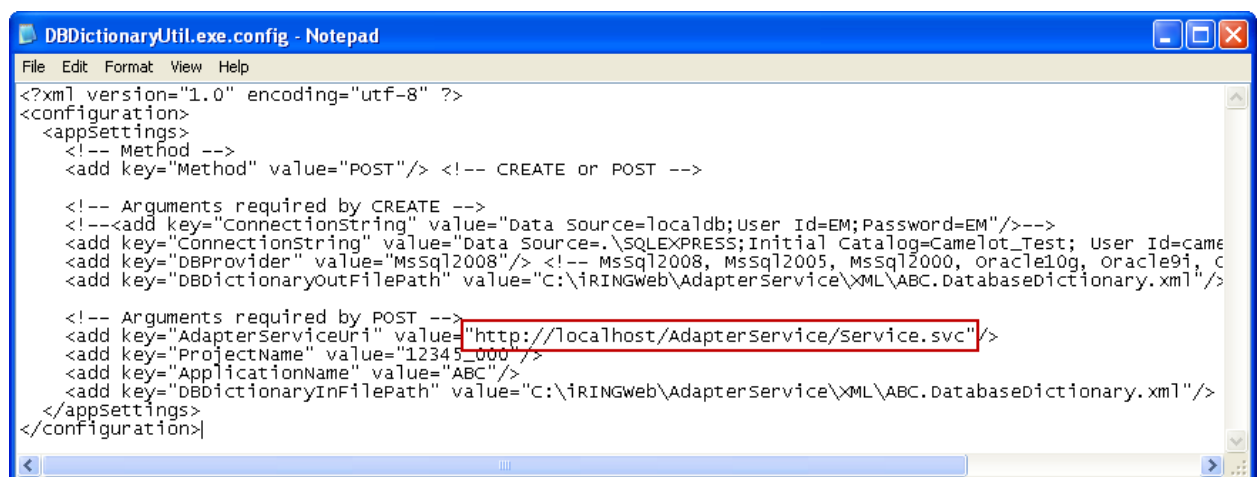 DBDictionaryUtil.exe.config - Notepad
File Edit Format View Help
<?xml version="1.0" encoding="utf-8" ?>
<configuration>
  <appSettings>
    <!-- Method -->
    <add key="Method" value="POST"/> <!-- CREATE or POST -->

    <!-- Arguments required by CREATE -->
    <!--<add key="ConnectionString" value="Data Source=localdb;User Id=EM;Password=EM"/>-->
    <add key="ConnectionString" value="Data Source=.\SQLEXPRESS;Initial Catalog=Camelot_Test; User Id=came
    <add key="DBProvider" value="MsSql2008"/> <!-- MsSql2008, MsSql2005, MsSql2000, Oracle10g, Oracle9i,
    <add key="DBDictionaryOutFilePath" value="C:\iRINGWeb\AdapterService\XML\ABC.DatabaseDictionary.xml"/>

    <!-- Arguments required by POST -->
    <add key="AdapterServiceUri" value="http://localhost/AdapterService/Service.svc"/>
    <add key="ProjectName" value="12345_000"/>
    <add key="ApplicationName" value="ABC"/>
    <add key="DBDictionaryInFilePath" value="C:\iRINGWeb\AdapterService\XML\ABC.DatabaseDictionary.xml"/>
  </appSettings>
</configuration>